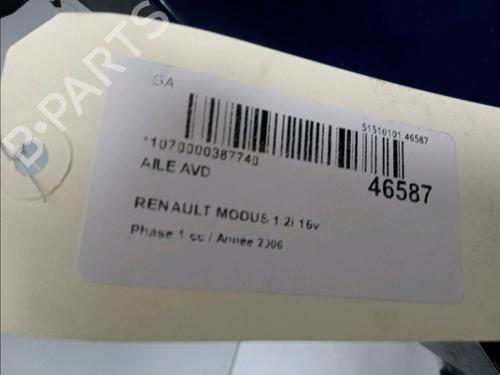 GA
51510101 46587
*1070000387740
AILE AVD
46587
RENAULT MODUS 1.2i 16v
Phase 1 cc / Année 2006
B-PARTS